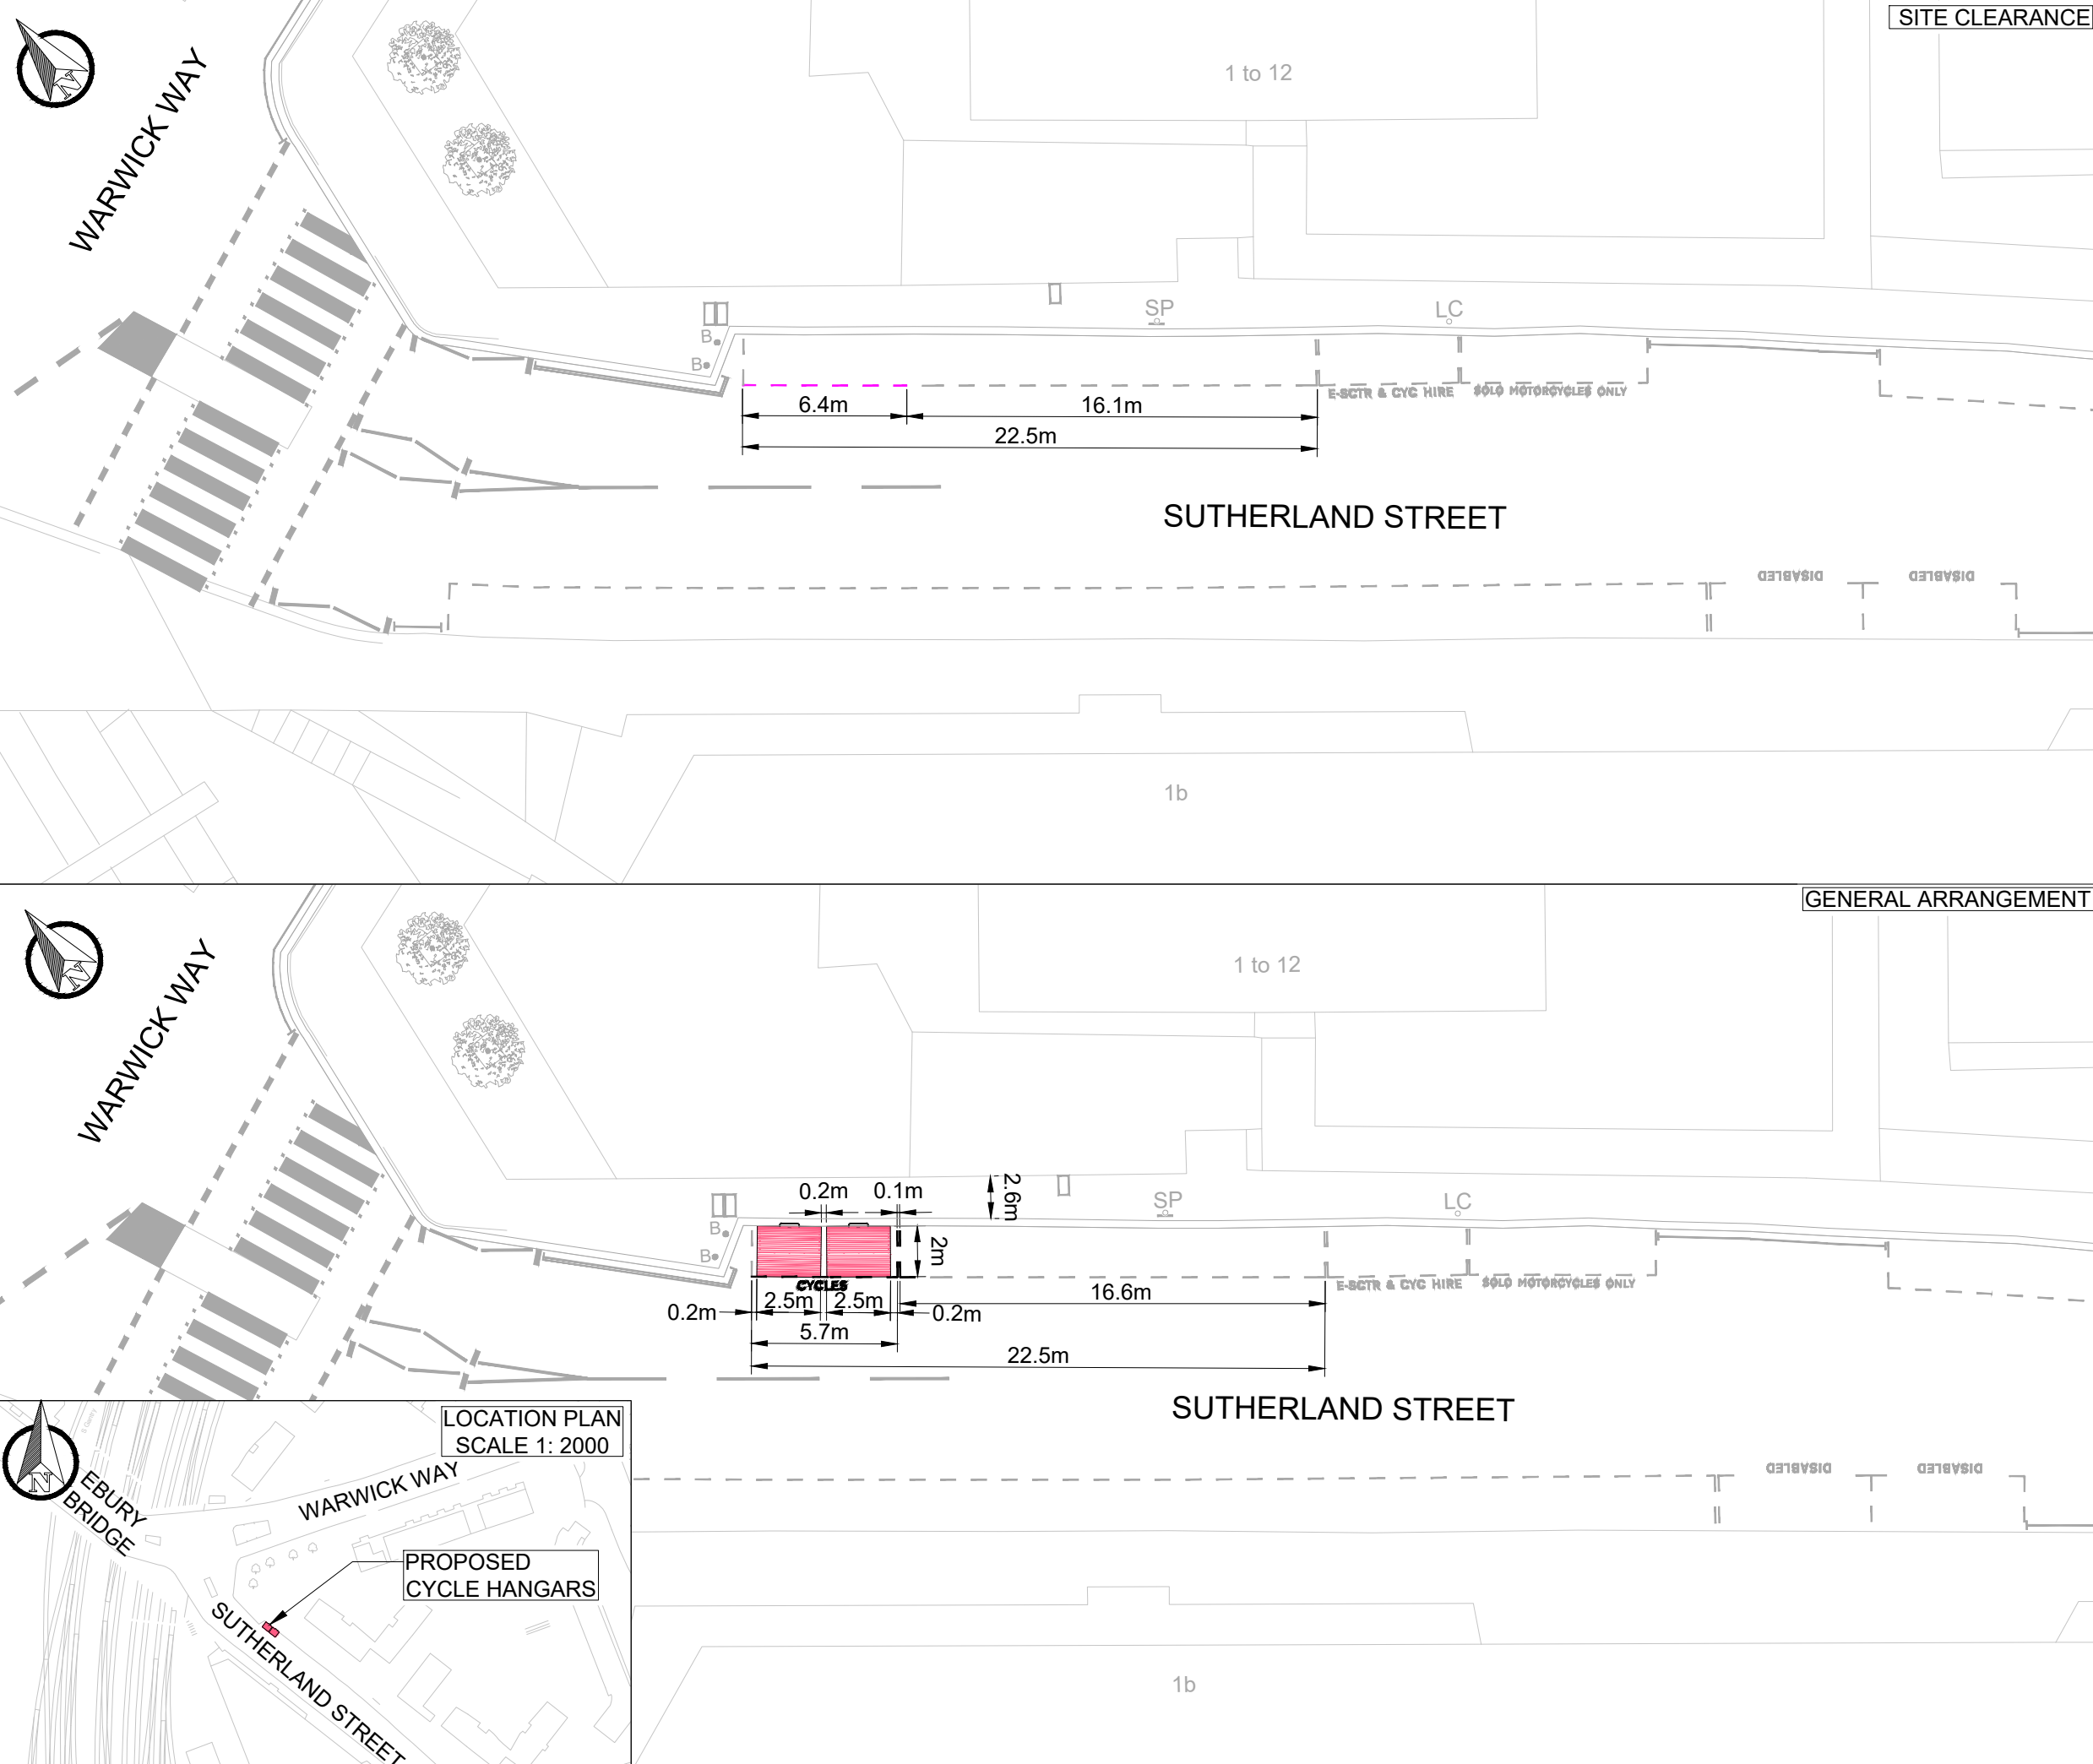 SITE CLEARANCE
N
WARWICK WAY
1 to 12
SP
LC
B
B
E-SCTR & CYC HIRE
SOLO MOTORCYCLES ONLY
6.4m
16.1m
22.5m
SUTHERLAND STREET
DISABLED
DISABLED
1b
GENERAL ARRANGEMENT
N
WARWICK WAY
1 to 12
0.2m
0.1m
2.6m
SP
LC
B
B
2m
CYCLES
E-SCTR & CYC HIRE
SOLO MOTORCYCLES ONLY
0.2m
2.5m
2.5m
0.2m
16.6m
5.7m
22.5m
SUTHERLAND STREET
DISABLED
DISABLED
1b
LOCATION PLAN
SCALE 1: 2000
N
EBURY
BRIDGE
WARWICK WAY
PROPOSED
CYCLE HANGARS
SUTHERLAND STREET